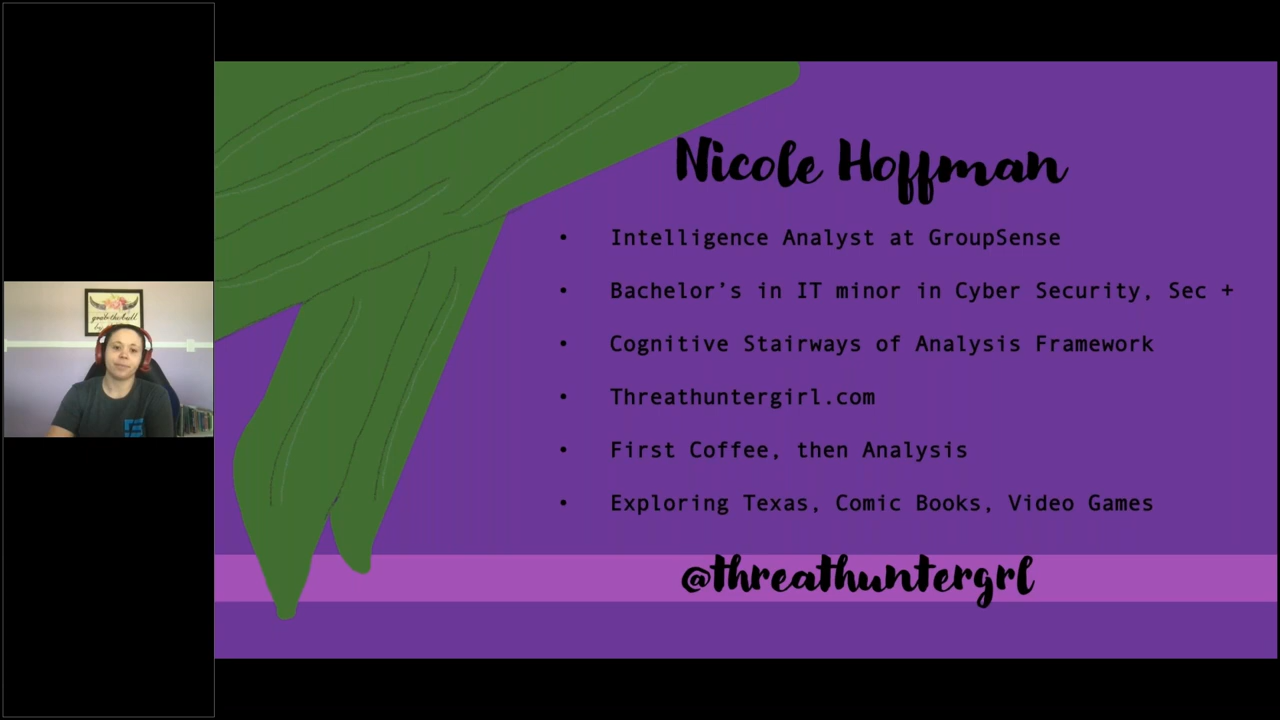 Nicole Hoffman
• Intelligence Analyst at GroupSense
• Bachelor’s in IT minor in Cyber Security, Sec +
• Cognitive Stairways of Analysis Framework
• Threathuntergirl.com
• First Coffee, then Analysis
• Exploring Texas, Comic Books, Video Games
@threathuntergrl